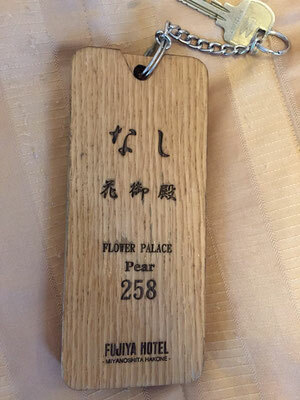 なし
花御殿
FLOWER PALACE
Pear
258
FUJIYA HOTEL
- MIYANOSHITA HAKONE -